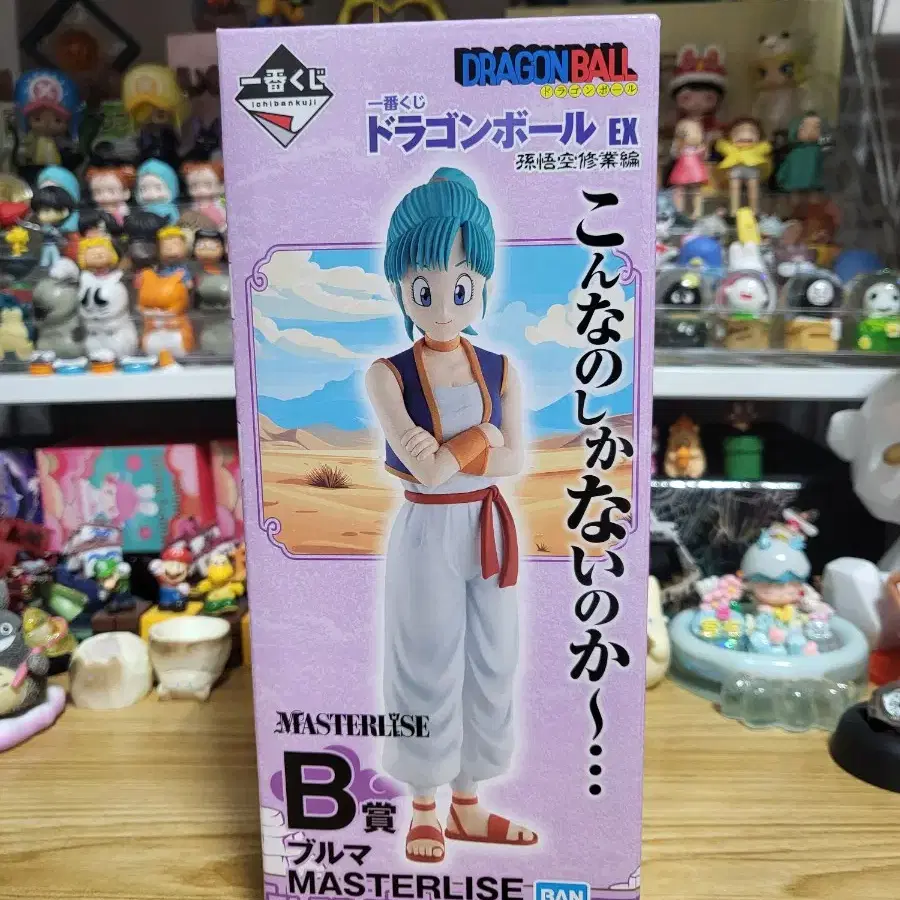 一番くじ
ichibankuji
DRAGONBALL
ドラゴンボール
一番くじ
ドラゴンボール EX
孫悟空修業編
こんなのしかないのか～…
MASTERLISE
B賞
ブルマ
MASTERLISE
BAN